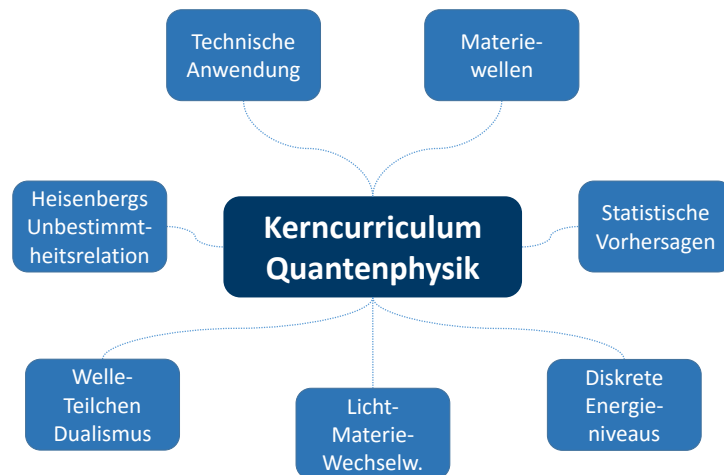 Technische
Anwendung
Materie-
wellen
Heisenbergs
Unbestimmt-
heitsrelation
Kerncurriculum
Quantenphysik
Statistische
Vorhersagen
Welle-
Teilchen
Dualismus
Licht-
Materie-
Wechselw.
Diskrete
Energie-
niveaus